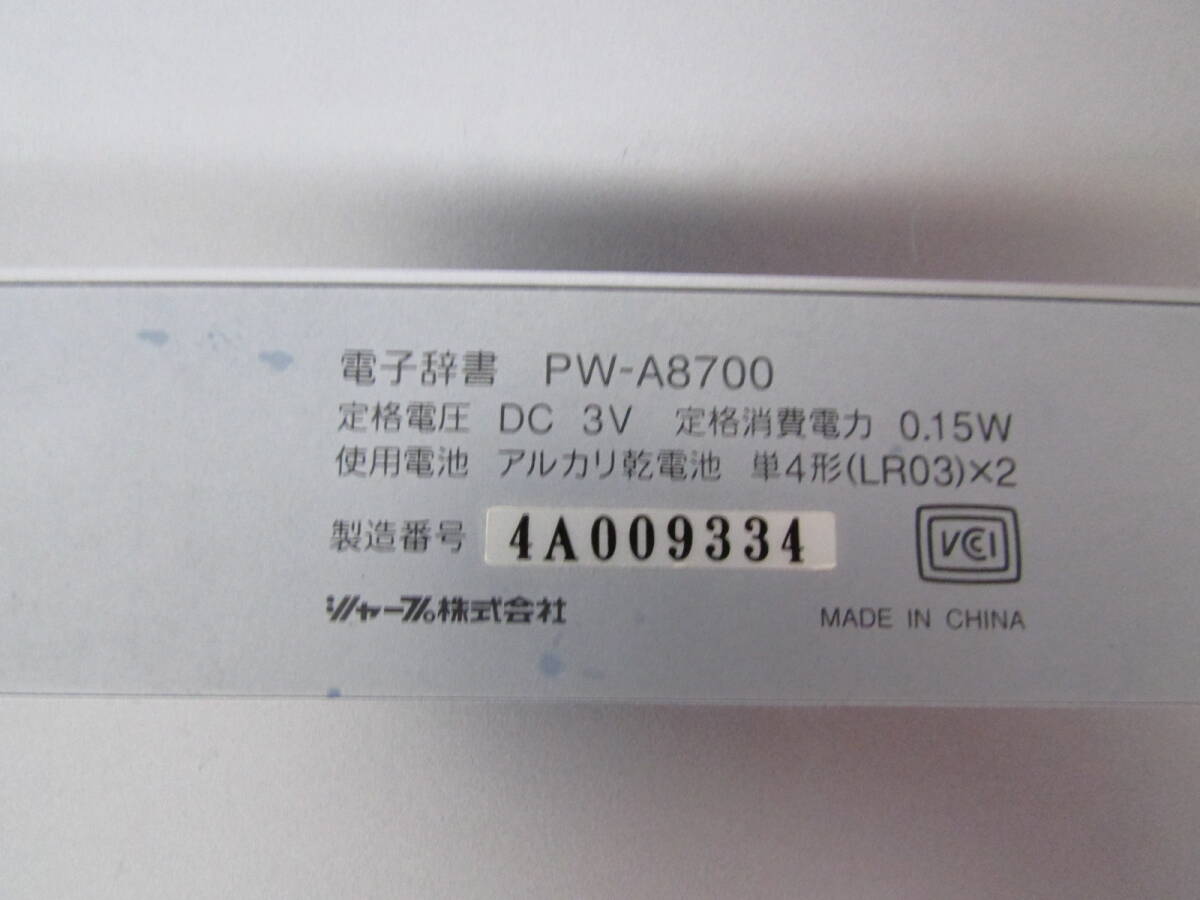 電子辞書 PW-A8700
定格電圧 DC 3V 定格消費電力 0.15W
使用電池 アルカリ乾電池 単4形(LR03)×2
製造番号 4A009334
VCCI
シャープ株式会社
MADE IN CHINA